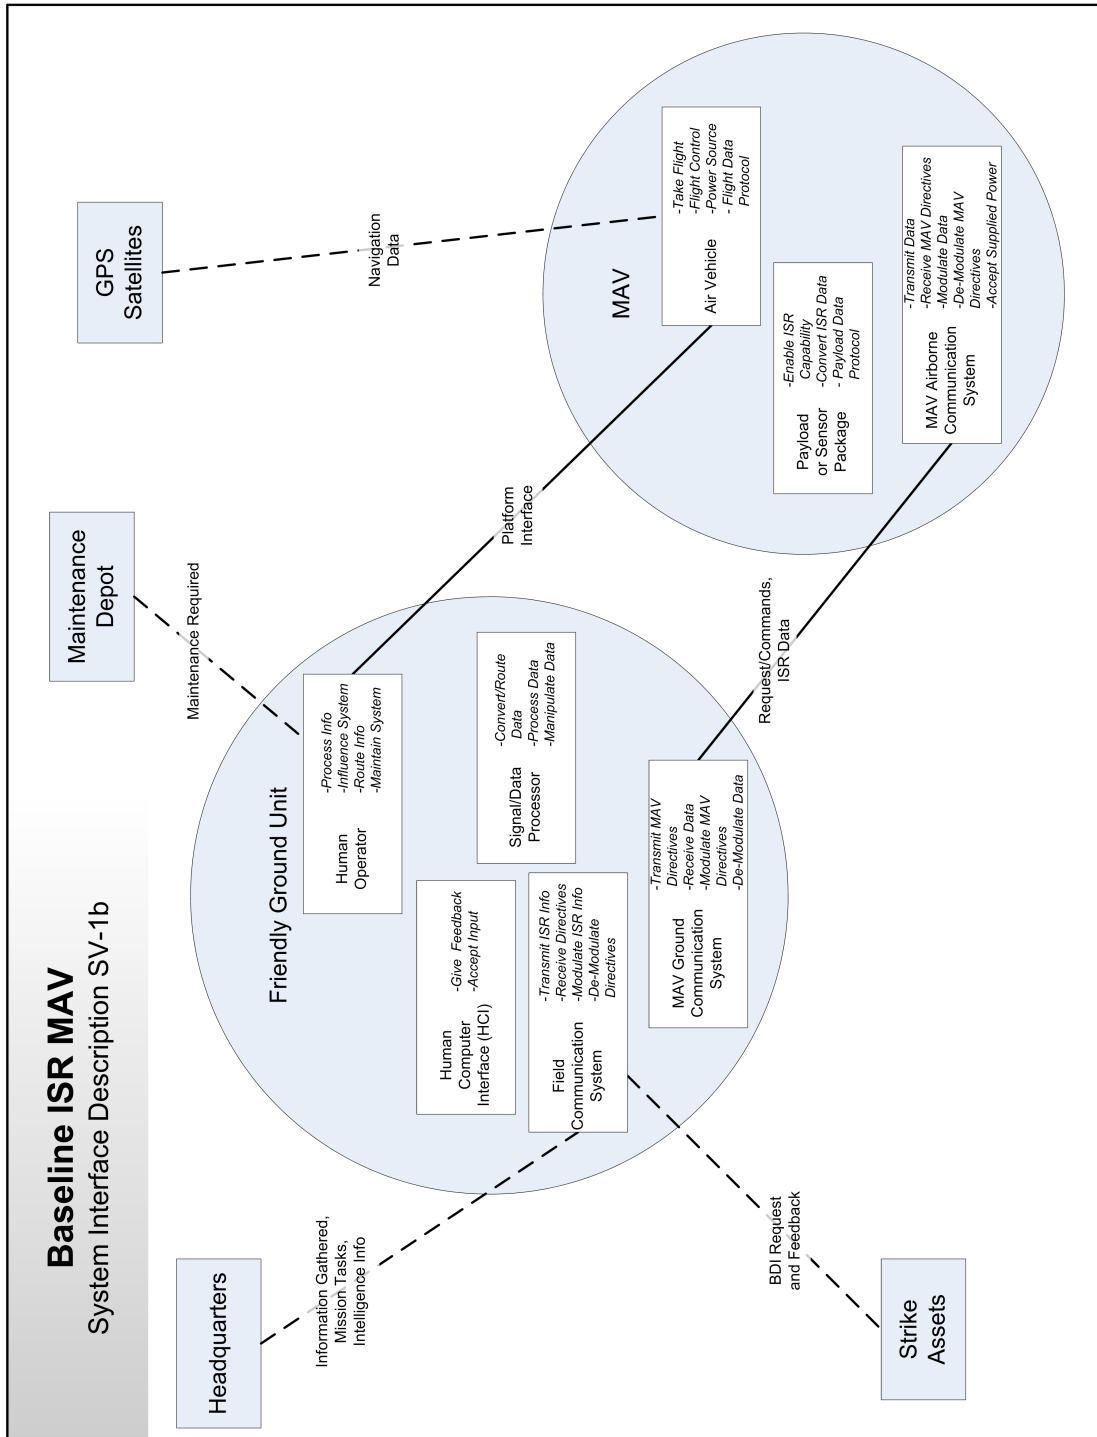 Baseline ISR MAV
System Interface Description SV-1b
Headquarters
Maintenance
Depot
GPS
Satellites
Information Gathered,
Mission Tasks,
Intelligence Info
Maintenance Required
Navigation
Data
Friendly Ground Unit
Human
Operator
-Process Info
-Influence System
-Route Info
-Maintain System
Human
Computer
Interface (HCI)
-Give Feedback
-Accept Input
Signal/Data
Processor
-Convert/Route
Data
-Process Data
-Manipulate Data
Field
Communication
System
-Transmit ISR Info
-Receive Directives
-Modulate ISR Info
-De-Modulate
Directives
MAV Ground
Communication
System
-Transmit MAV
Directives
-Receive Data
-Modulate MAV
Directives
-De-Modulate Data
Platform
Interface
Request/Commands,
ISR Data
MAV
Air Vehicle
-Take Flight
-Flight Control
-Power Source
- Flight Data
Protocol
Payload
or Sensor
Package
-Enable ISR
Capability
-Convert ISR Data
- Payload Data
Protocol
MAV Airborne
Communication
System
-Transmit Data
-Receive MAV Directives
-Modulate Data
-De-Modulate MAV
Directives
-Accept Supplied Power
BDI Request
and Feedback
Strike
Assets